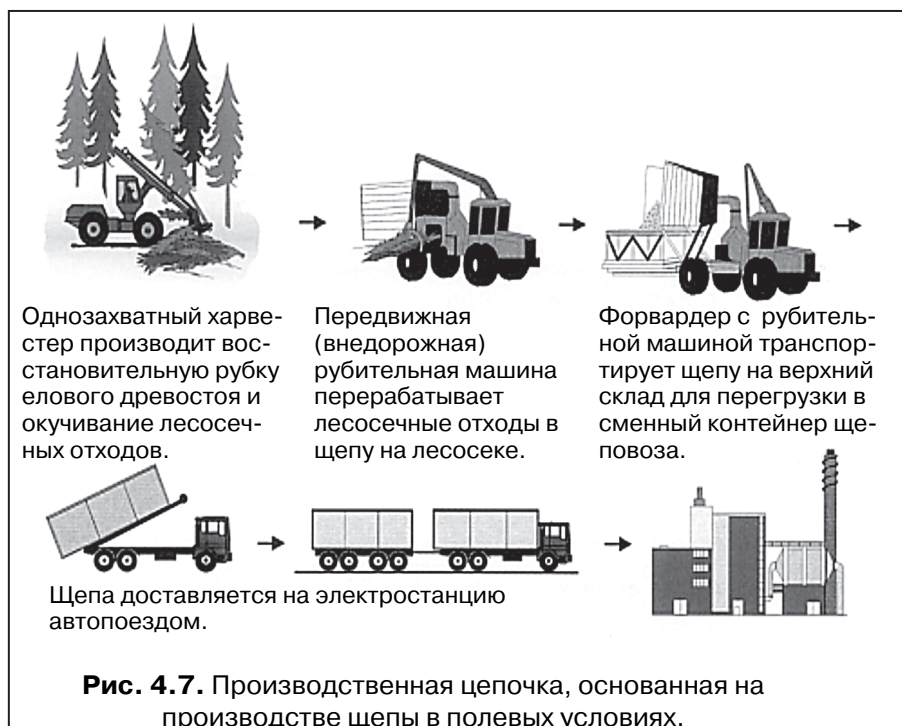 Однозахватный харве-
стер производит вос-
становительную рубку
елового древостоя и
окучивание лесосеч-
ных отходов.
Передвижная
(внедорожная)
рубительная машина
перерабатывает
лесосечные отходы в
щепу на лесосеке.
Форвардер с рубитель-
ной машиной транспор-
тирует щепу на верхний
склад для перегрузки в
сменный контейнер ще-
повоза.
Щепа доставляется на электростанцию
автопоездом.
Рис. 4.7. Производственная цепочка, основанная на
производстве щепы в полевых условиях.